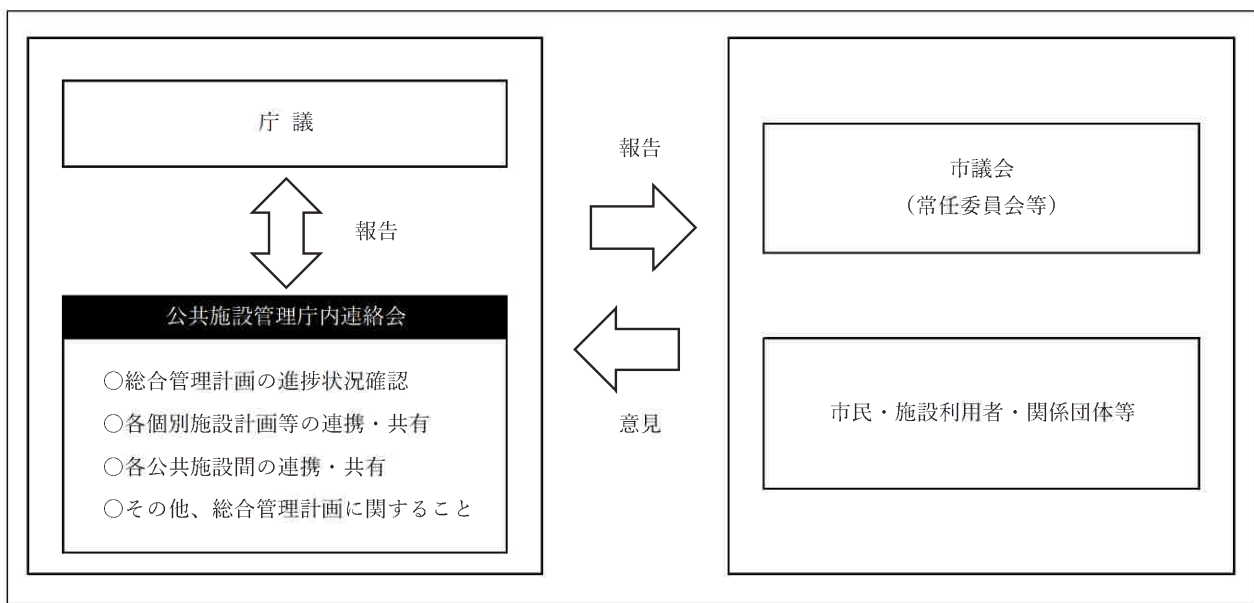 庁 議
報告
公共施設管理庁内連絡会
○総合管理計画の進捗状況確認
○各個別施設計画等の連携・共有
○各公共施設間の連携・共有
○その他、総合管理計画に関すること
報告
意見
市議会
（常任委員会等）
市民・施設利用者・関係団体等